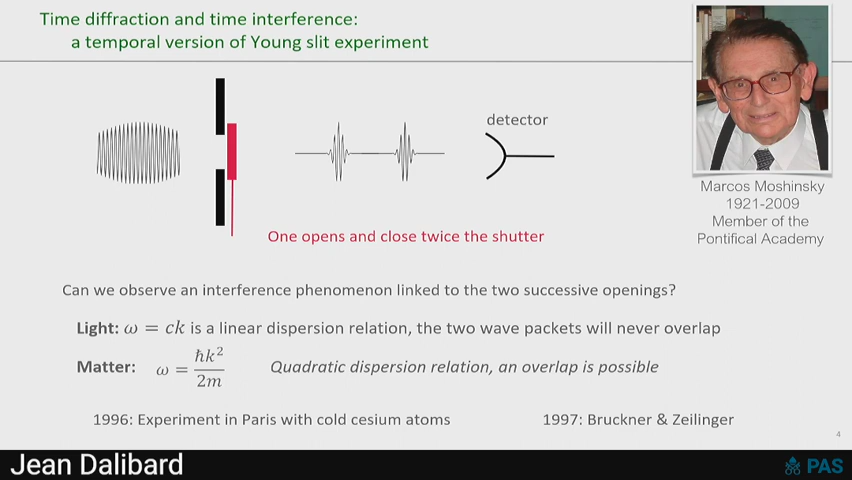 Time diffraction and time interference:
a temporal version of Young slit experiment
detector
Marcos Moshinsky
1921-2009
Member of the
Pontifical Academy
One opens and close twice the shutter
Can we observe an interference phenomenon linked to the two successive openings?
Light: ω = ck is a linear dispersion relation, the two wave packets will never overlap
Matter: ω = ħk²/2m Quadratic dispersion relation, an overlap is possible
1996: Experiment in Paris with cold cesium atoms 1997: Bruckner & Zeilinger
4
Jean Dalibard PAS